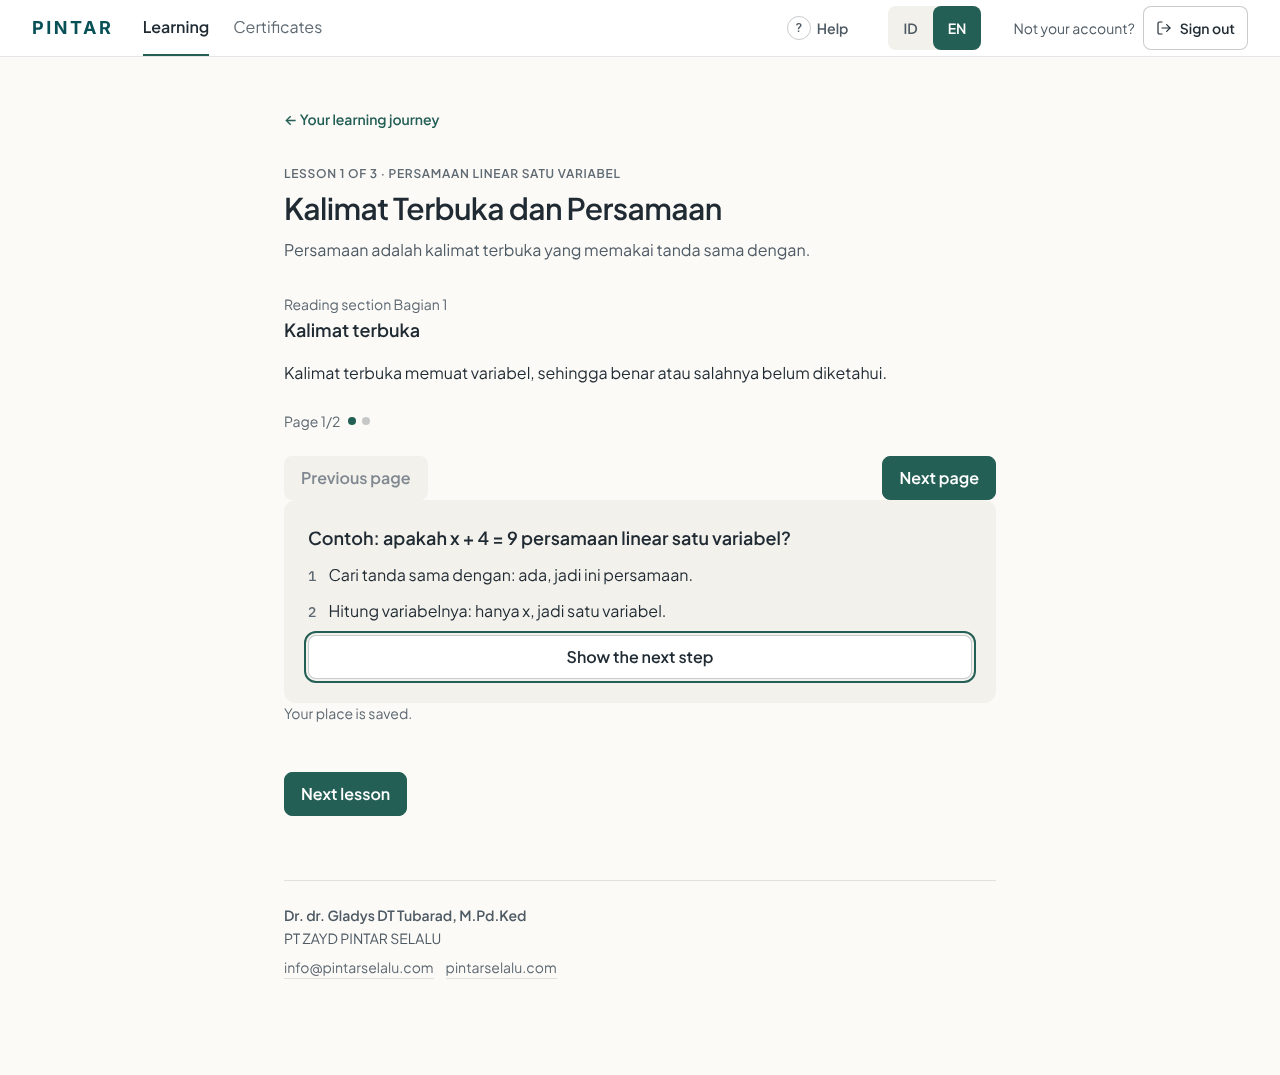 PINTAR
Learning
Certificates
? Help
ID
EN
Not your account?
Sign out
← Your learning journey
LESSON 1 OF 3 · PERSAMAAN LINEAR SATU VARIABEL
Kalimat Terbuka dan Persamaan
Persamaan adalah kalimat terbuka yang memakai tanda sama dengan.
Reading section Bagian 1
Kalimat terbuka
Kalimat terbuka memuat variabel, sehingga benar atau salahnya belum diketahui.
Page 1/2
Previous page
Next page
Contoh: apakah x + 4 = 9 persamaan linear satu variabel?
1 Cari tanda sama dengan: ada, jadi ini persamaan.
2 Hitung variabelnya: hanya x, jadi satu variabel.
Show the next step
Your place is saved.
Next lesson
Dr. dr. Gladys DT Tubarad, M.Pd.Ked
PT ZAYD PINTAR SELALU
info@pintarselalu.com pintarselalu.com